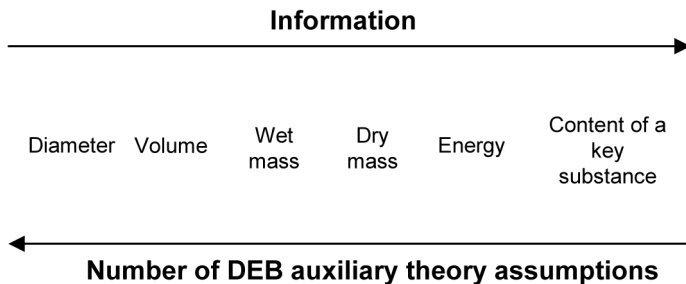 Information
Diameter
Volume
Wet
mass
Dry
mass
Energy
Content of a
key
substance
Number of DEB auxiliary theory assumptions